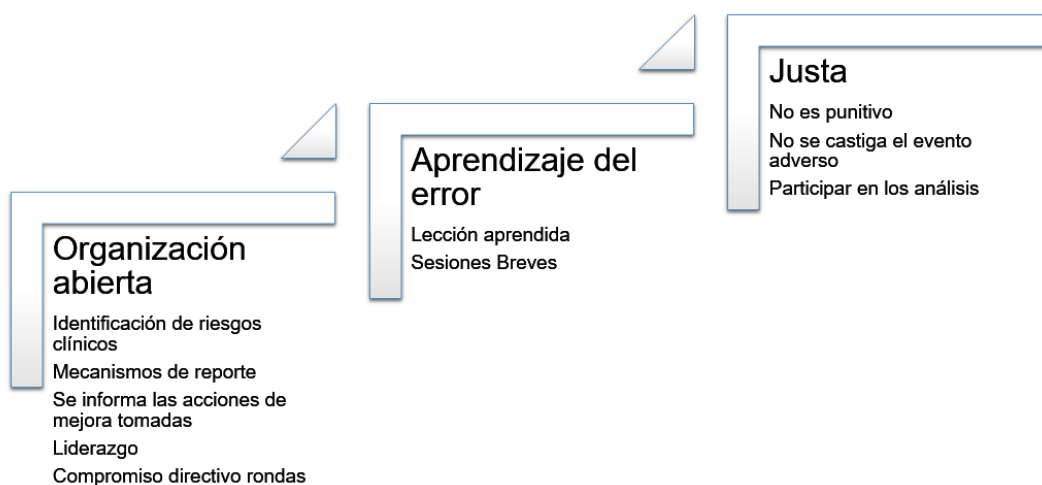 Organización
abierta
Identificación de riesgos
clínicos
Mecanismos de reporte
Se informa las acciones de
mejora tomadas
Liderazgo
Compromiso directivo rondas
Aprendizaje del
error
Lección aprendida
Sesiones Breves
Justa
No es punitivo
No se castiga el evento
adverso
Participar en los análisis